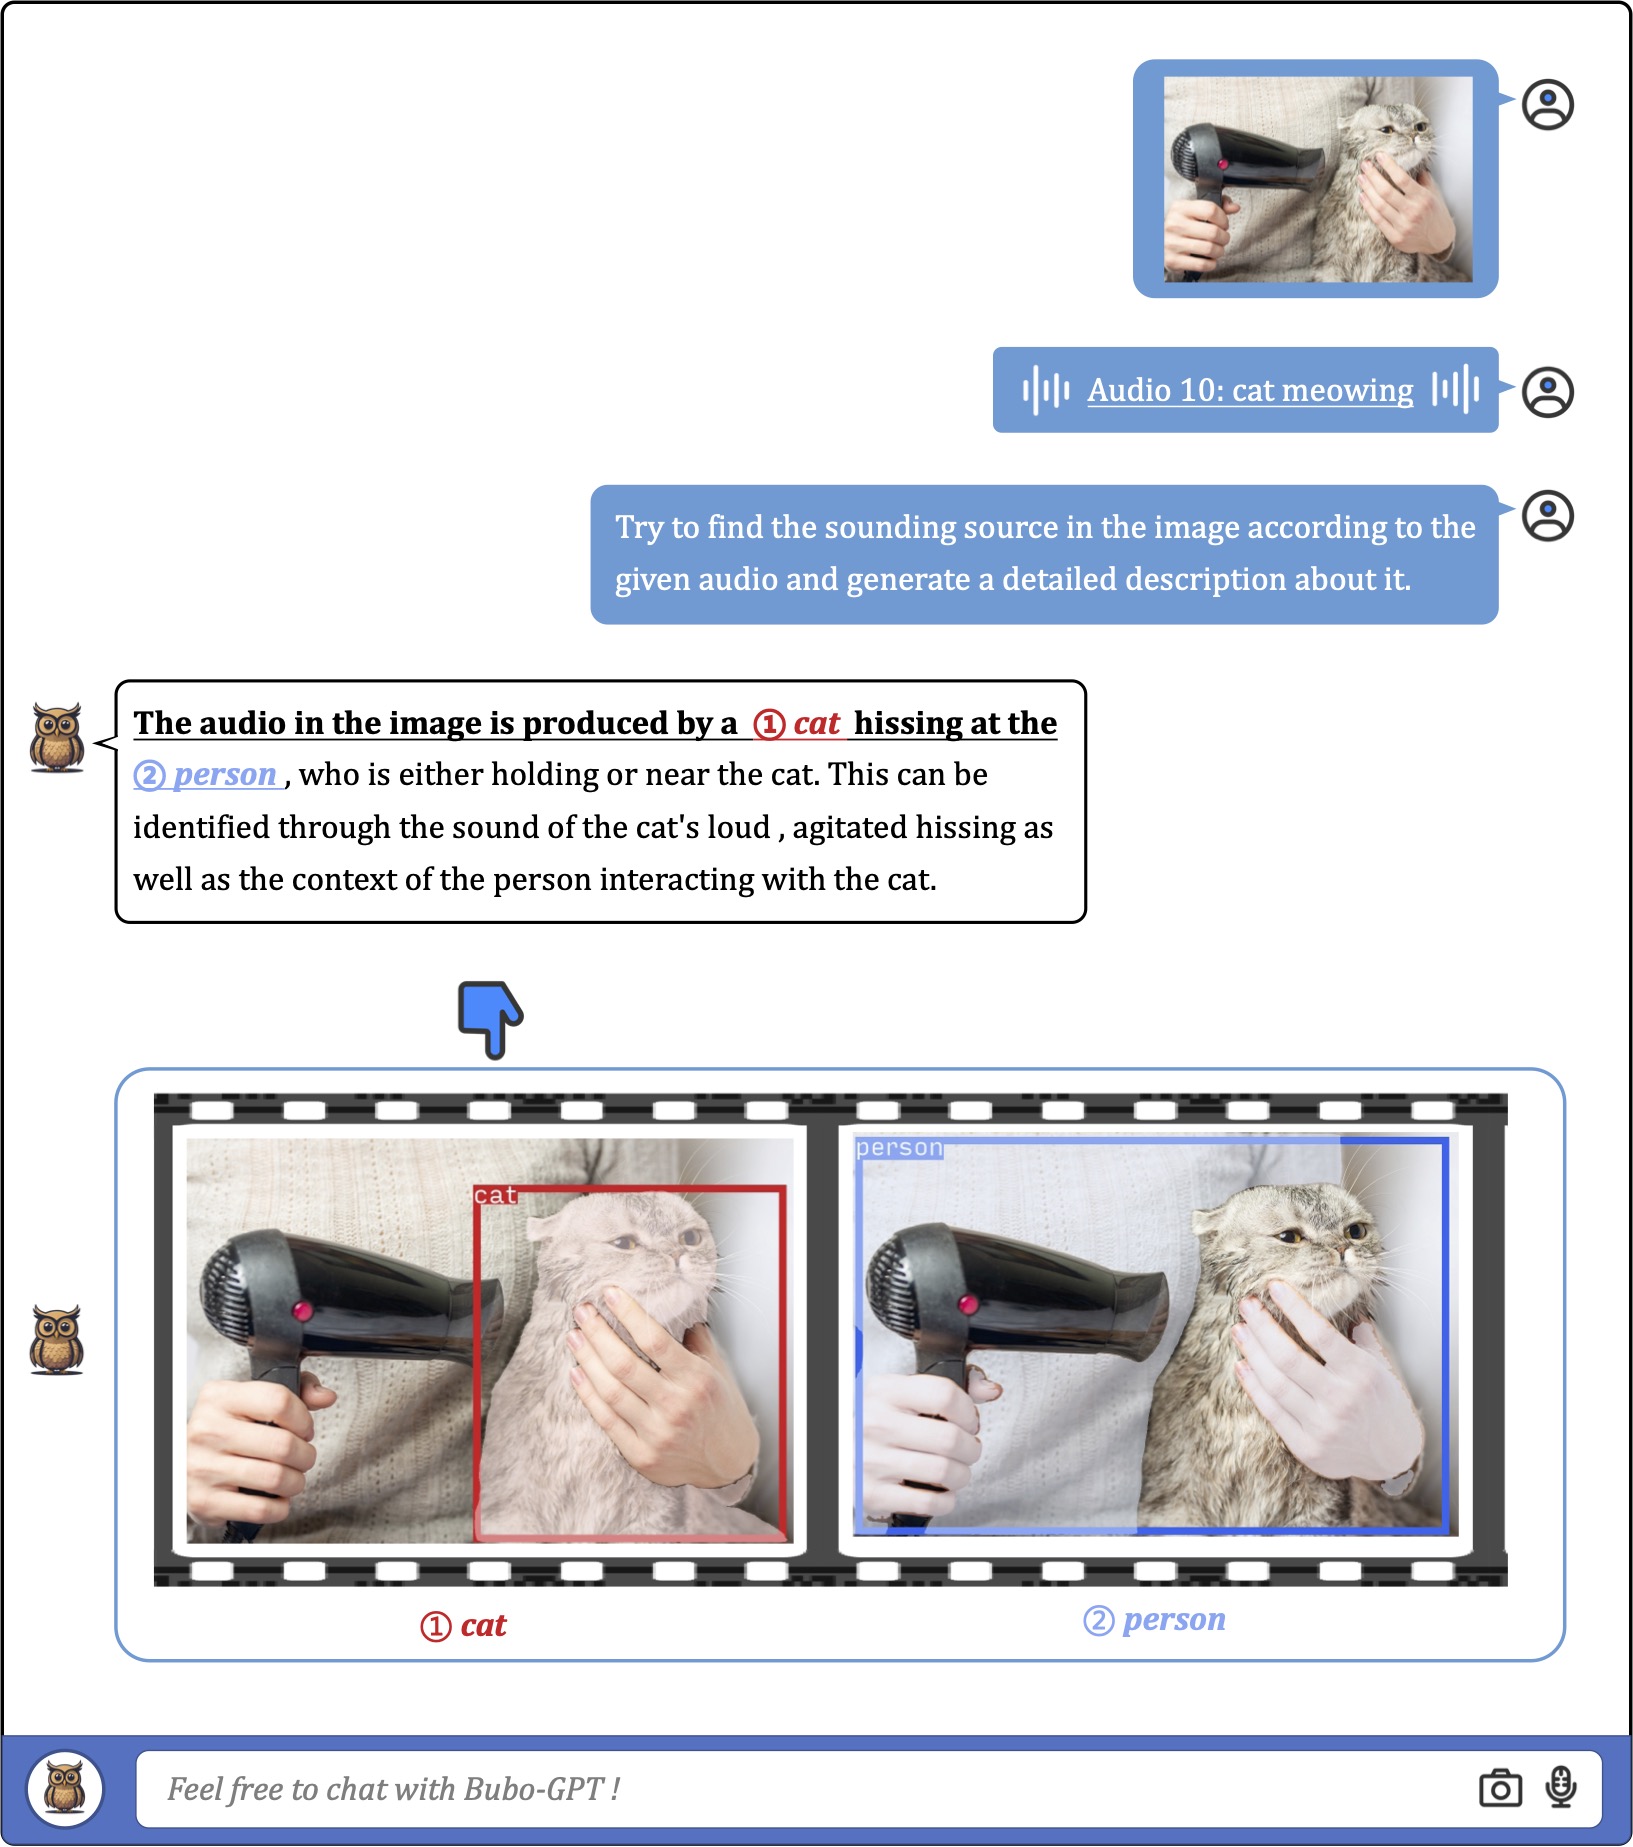 Audio 10: cat meowing
Try to find the sounding source in the image according to the
given audio and generate a detailed description about it.
The audio in the image is produced by a ① cat hissing at the
② person , who is either holding or near the cat. This can be
identified through the sound of the cat's loud , agitated hissing as
well as the context of the person interacting with the cat.
cat
person
① cat
② person
Feel free to chat with Bubo-GPT !